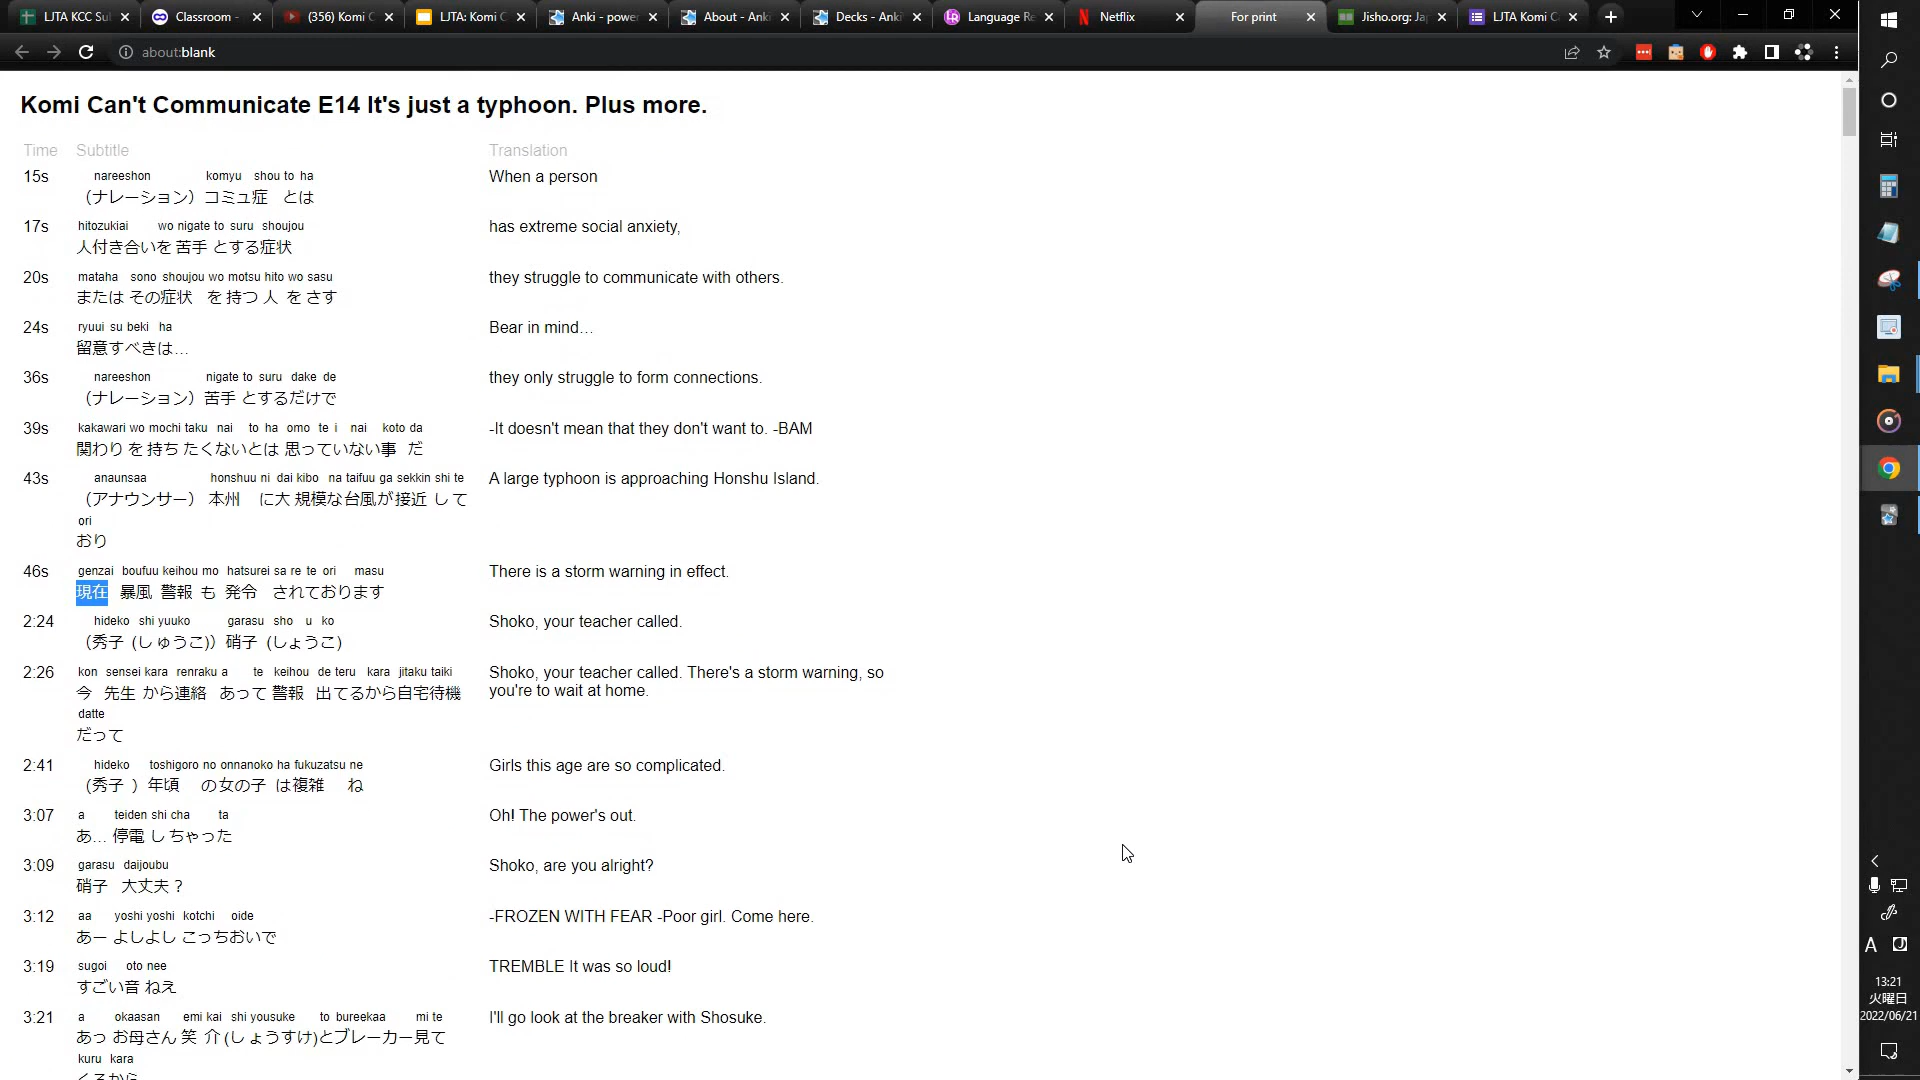 LJTA KCC Su
Classroom -
(356) Komi C
LJTA: Komi C
Anki - power
About - Anki
Decks - Anki
Language Re
Netflix
For print
Jisho.org: Ja
LJTA Komi C
about:blank
Komi Can't Communicate E14 It's just a typhoon. Plus more.
Time Subtitle Translation
nareeshon komyu shou to ha
15s （ナレーション）コミュ症 とは When a person
hitozukiai wo nigate to suru shoujou
17s 人付き合いを 苦手 とする症状 has extreme social anxiety,
mataha sono shoujou wo motsu hito wo sasu
20s または その症状 を 持つ 人 を さす they struggle to communicate with others.
ryuui su beki ha
24s 留意すべきは… Bear in mind…
nareeshon nigate to suru dake de
36s （ナレーション）苦手 とするだけで they only struggle to form connections.
kakawari wo mochi taku nai to ha omo te i nai koto da
39s 関わり を 持ち たくないとは 思っていない事 だ -It doesn't mean that they don't want to. -BAM
anaunsaa honshuu ni dai kibo na taifuu ga sekkin shi te
43s （アナウンサー） 本州 に大 規模な台風が接近 し て A large typhoon is approaching Honshu Island.
ori
おり
genzai boufuu keihou mo hatsurei sa re te ori masu
46s 現在 暴風 警報 も 発令 されております There is a storm warning in effect.
hideko shi yuuko garasu sho u ko
2:24 （秀子 (しゅうこ)）硝子 (しょうこ) Shoko, your teacher called.
kon sensei kara renraku a te keihou de teru kara jitaku taiki
2:26 今 先生 から連絡 あって 警報 出てるから自宅待機 Shoko, your teacher called. There's a storm warning, so
you're to wait at home.
datte
だって
hideko toshigoro no onnanoko ha fukuzatsu ne
2:41 （秀子 ）年頃 の女の子 は複雑 ね Girls this age are so complicated.
a teiden shi cha ta
3:07 あ… 停電 し ちゃった Oh! The power's out.
garasu daijoubu
3:09 硝子 大丈夫？ Shoko, are you alright?
aa yoshi yoshi kotchi oide
3:12 あー よしよし こっちおいで -FROZEN WITH FEAR -Poor girl. Come here.
sugoi oto nee
3:19 すごい音 ねえ TREMBLE It was so loud!
a okaasan emi kai shi yousuke to bureekaa mi te
3:21 あっ お母さん 笑 介 (しょうすけ)とブレーカー見て I'll go look at the breaker with Shosuke.
kuru kara
くるから
A
13:21
火曜日
2022/06/21